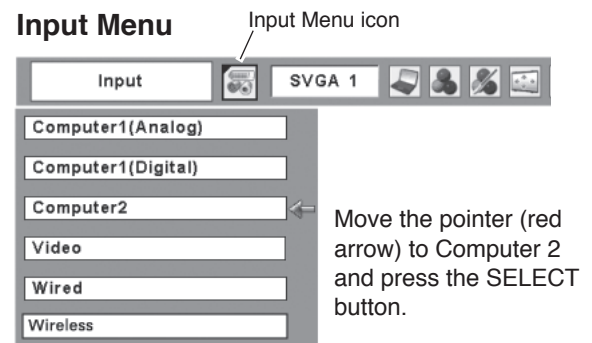 Input Menu
Input Menu icon
Input
SVGA 1
Computer1(Analog)
Computer1(Digital)
Computer2
Video
Wired
Wireless
Move the pointer (red
arrow) to Computer 2
and press the SELECT
button.